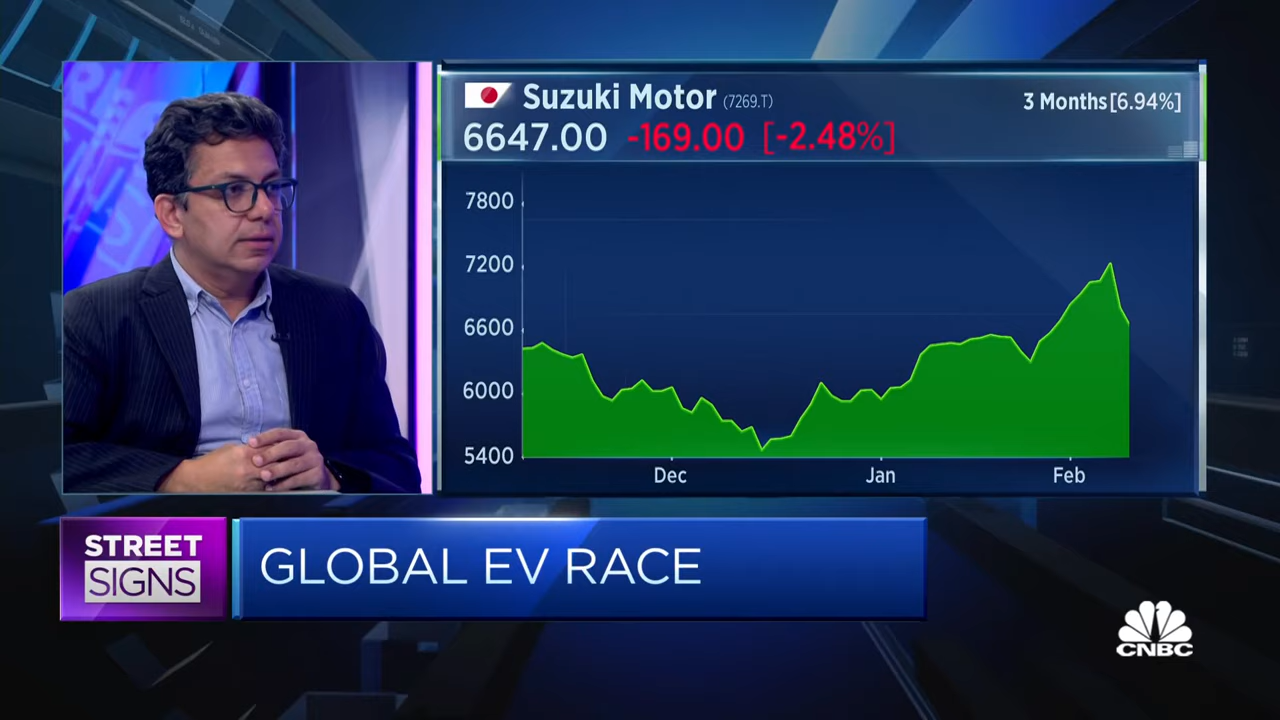 Suzuki Motor (7269.T)
3 Months[6.94%]
6647.00 -169.00 [-2.48%]
7800
7200
6600
6000
5400
Dec Jan Feb
STREET
SIGNS
GLOBAL EV RACE
CNBC